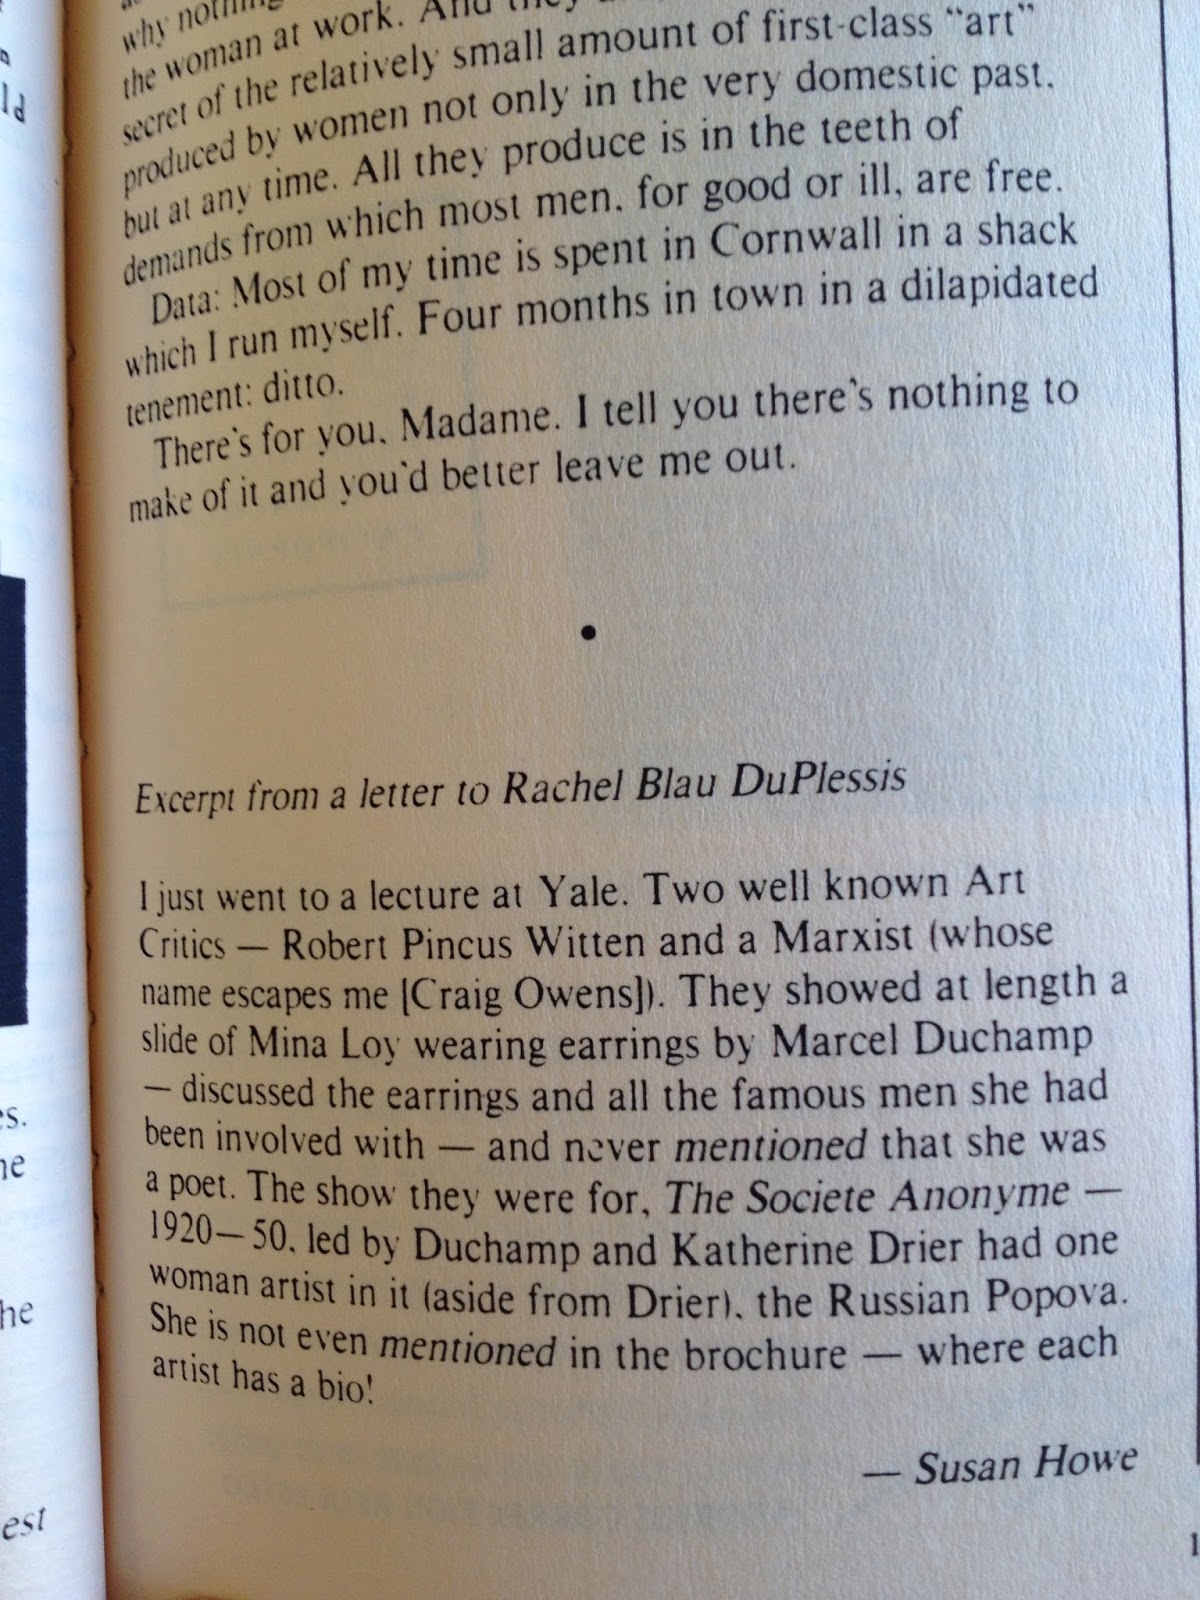 why nothing
the woman at work. And they
secret of the relatively small amount of first-class "art"
produced by women not only in the very domestic past.
but at any time. All they produce is in the teeth of
demands from which most men. for good or ill, are free.
Data: Most of my time is spent in Cornwall in a shack
which I run myself. Four months in town in a dilapidated
tenement: ditto.
There's for you. Madame. I tell you there's nothing to
make of it and you'd better leave me out.
•
Excerpt from a letter to Rachel Blau DuPlessis
I just went to a lecture at Yale. Two well known Art
Critics — Robert Pincus Witten and a Marxist (whose
name escapes me [Craig Owens]). They showed at length a
slide of Mina Loy wearing earrings by Marcel Duchamp
— discussed the earrings and all the famous men she had
been involved with — and never mentioned that she was
a poet. The show they were for, The Societe Anonyme —
1920—50, led by Duchamp and Katherine Drier had one
woman artist in it (aside from Drier), the Russian Popova.
She is not even mentioned in the brochure — where each
artist has a bio!
— Susan Howe